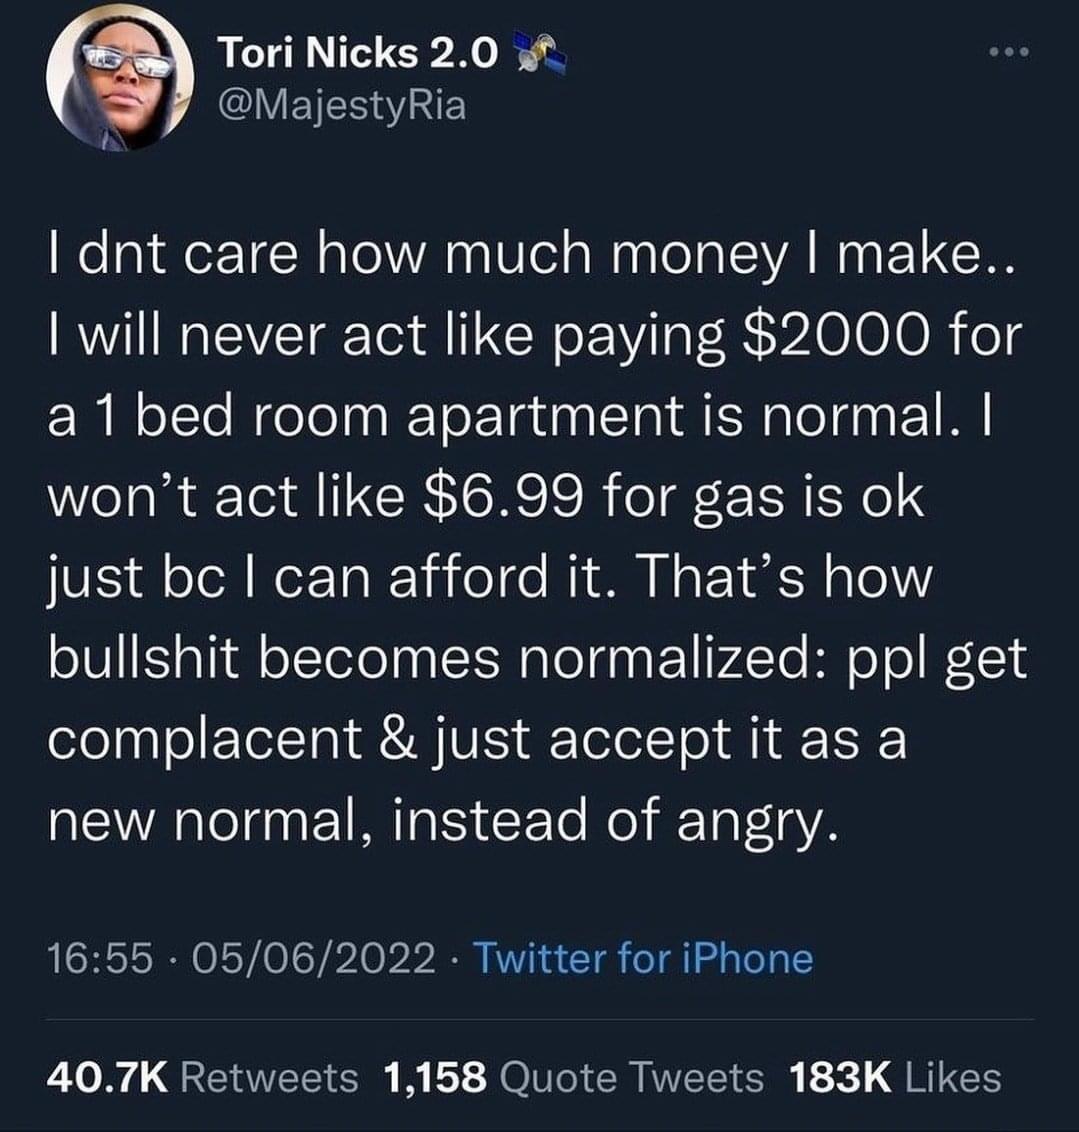 Tori Nicks 2.0 🛰️
@MajestyRia
I dnt care how much money I make..
I will never act like paying $2000 for
a 1 bed room apartment is normal. I
won’t act like $6.99 for gas is ok
just bc I can afford it. That’s how
bullshit becomes normalized: ppl get
complacent & just accept it as a
new normal, instead of angry.
16:55 · 05/06/2022 · Twitter for iPhone
40.7K Retweets 1,158 Quote Tweets 183K Likes